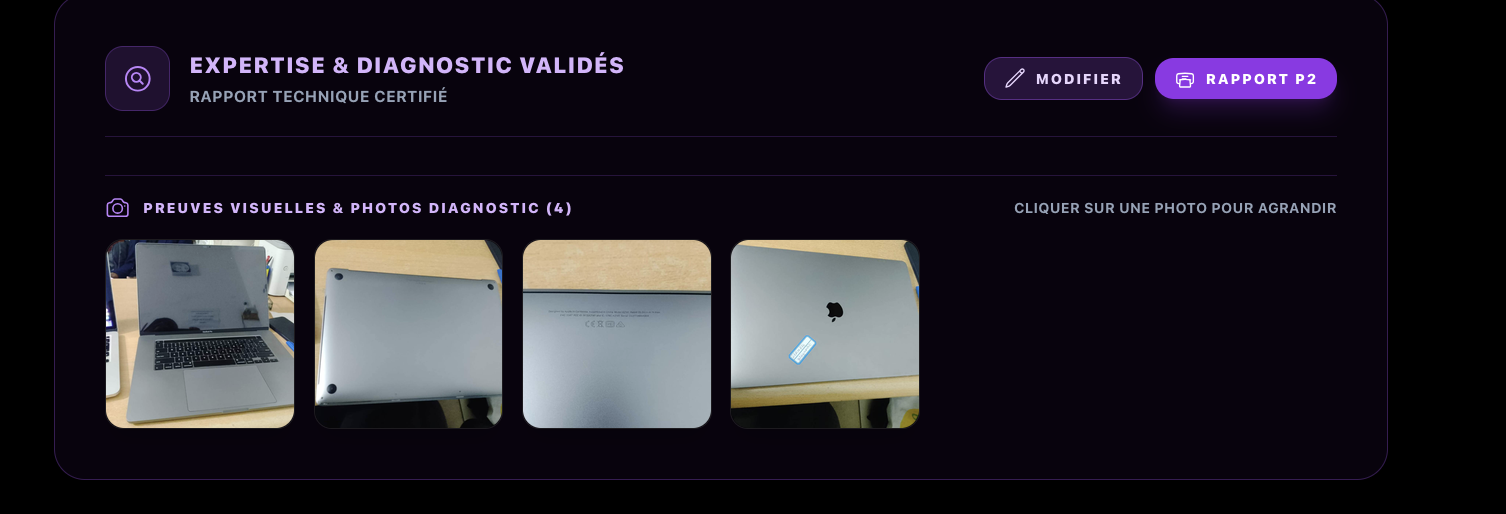 EXPERTISE & DIAGNOSTIC VALIDÉS
RAPPORT TECHNIQUE CERTIFIÉ
MODIFIER
RAPPORT P2
PREUVES VISUELLES & PHOTOS DIAGNOSTIC (4)
CLIQUER SUR UNE PHOTO POUR AGRANDIR